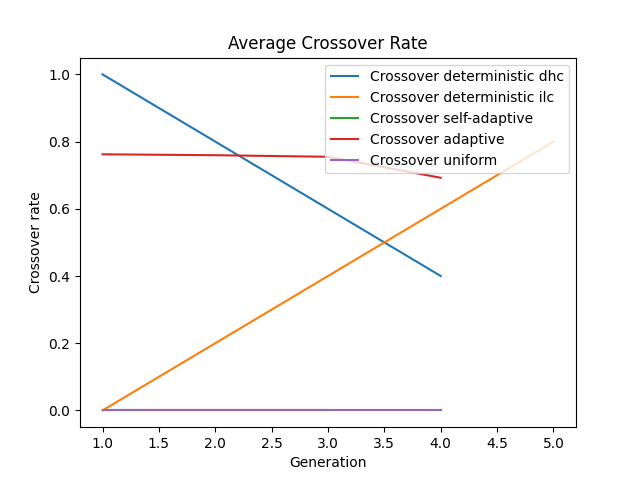 Average Crossover Rate
Crossover deterministic dhc
Crossover deterministic ilc
Crossover self-adaptive
Crossover adaptive
Crossover uniform
Crossover rate
1.0
0.8
0.6
0.4
0.2
0.0
1.0 1.5 2.0 2.5 3.0 3.5 4.0 4.5 5.0
Generation